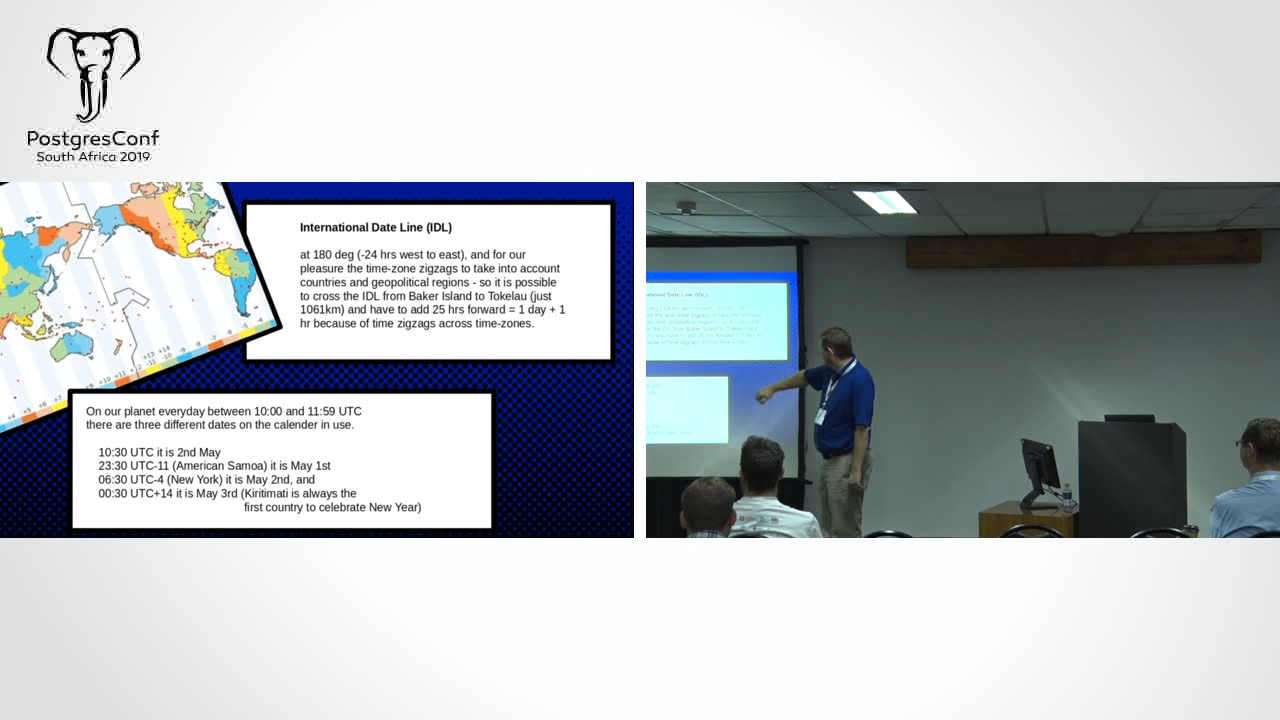 PostgresConf
South Africa 2019
International Date Line (IDL)
at 180 deg (-24 hrs west to east), and for our
pleasure the time-zone zigzags to take into account
countries and geopolitical regions - so it is possible
to cross the IDL from Baker Island to Tokelau (just
1061km) and have to add 25 hrs forward = 1 day + 1
hr because of time zigzags across time-zones.
On our planet everyday between 10:00 and 11:59 UTC
there are three different dates on the calender in use.
10:30 UTC it is 2nd May
23:30 UTC-11 (American Samoa) it is May 1st
06:30 UTC-4 (New York) it is May 2nd, and
00:30 UTC+14 it is May 3rd (Kiritimati is always the
first country to celebrate New Year)